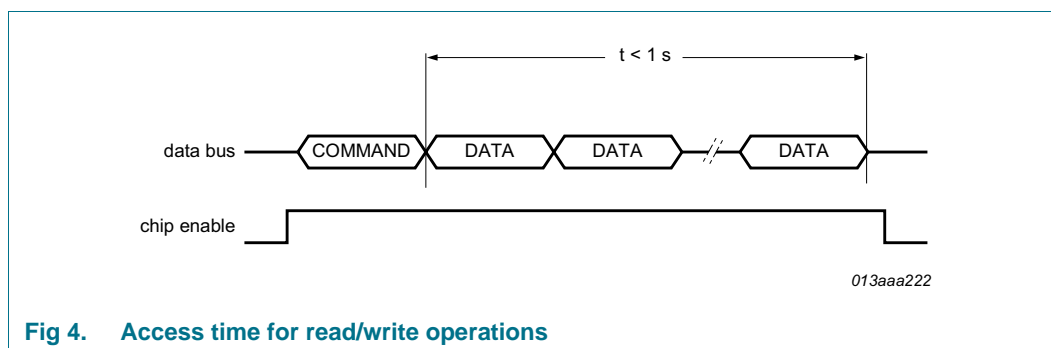 t < 1 s
data bus COMMAND DATA DATA DATA
chip enable
013aaa222
Fig 4. Access time for read/write operations